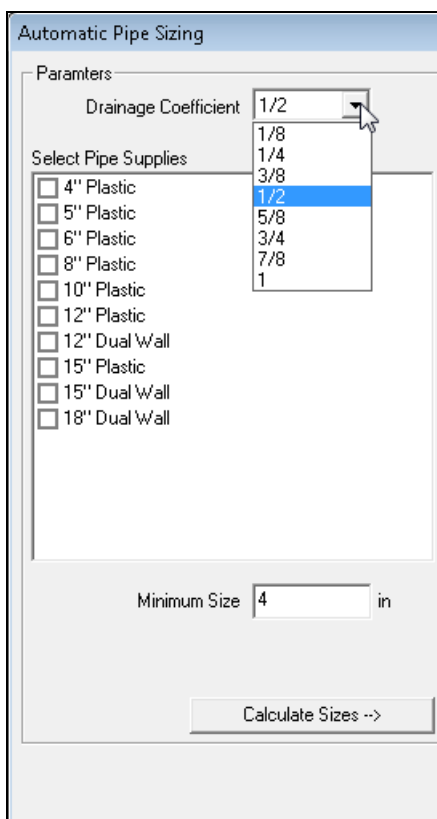 Automatic Pipe Sizing
Paramters
Drainage Coefficient 1/2
1/8
1/4
3/8
1/2
5/8
3/4
7/8
1
Select Pipe Supplies
4" Plastic
5" Plastic
6" Plastic
8" Plastic
10" Plastic
12" Plastic
12" Dual Wall
15" Plastic
15" Dual Wall
18" Dual Wall
Minimum Size 4 in
Calculate Sizes -->